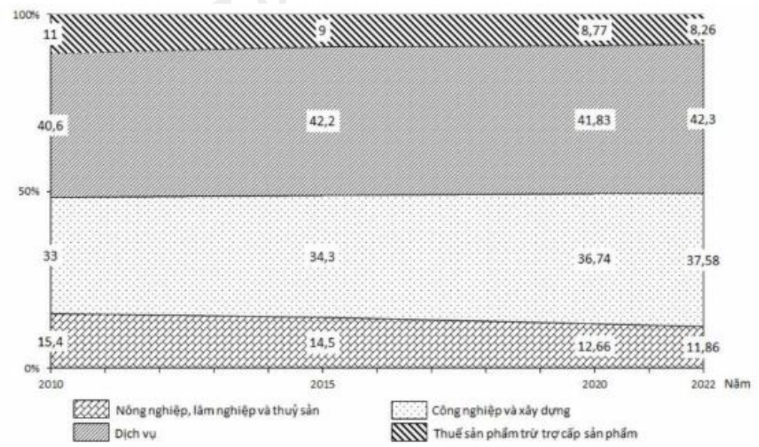 100%
11 9 8,77 8,26
40,6 42,2 41,83 42,3
50%
33 34,3 36,74 37,58
15,4 14,5 12,66 11,86
0%
2010 2015 2020 2022 Năm
Nông nghiệp, lâm nghiệp và thuỷ sản Công nghiệp và xây dựng
Dịch vụ Thuế sản phẩm trừ trợ cấp sản phẩm